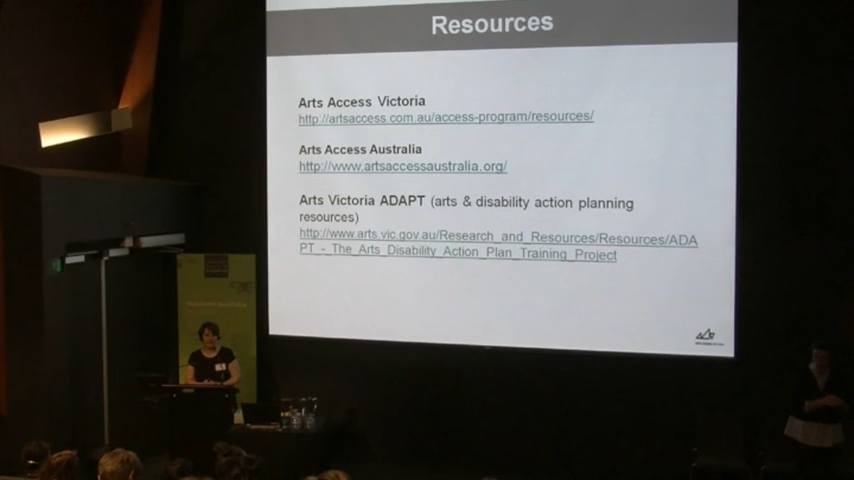 Resources
Arts Access Victoria
http://artsaccess.com.au/access-program/resources/
Arts Access Australia
http://www.artsaccessaustralia.org/
Arts Victoria ADAPT (arts & disability action planning
resources)
http://www.arts.vic.gov.au/Research_and_Resources/Resources/ADA
PT_-_The_Arts_Disability_Action_Plan_Training_Project